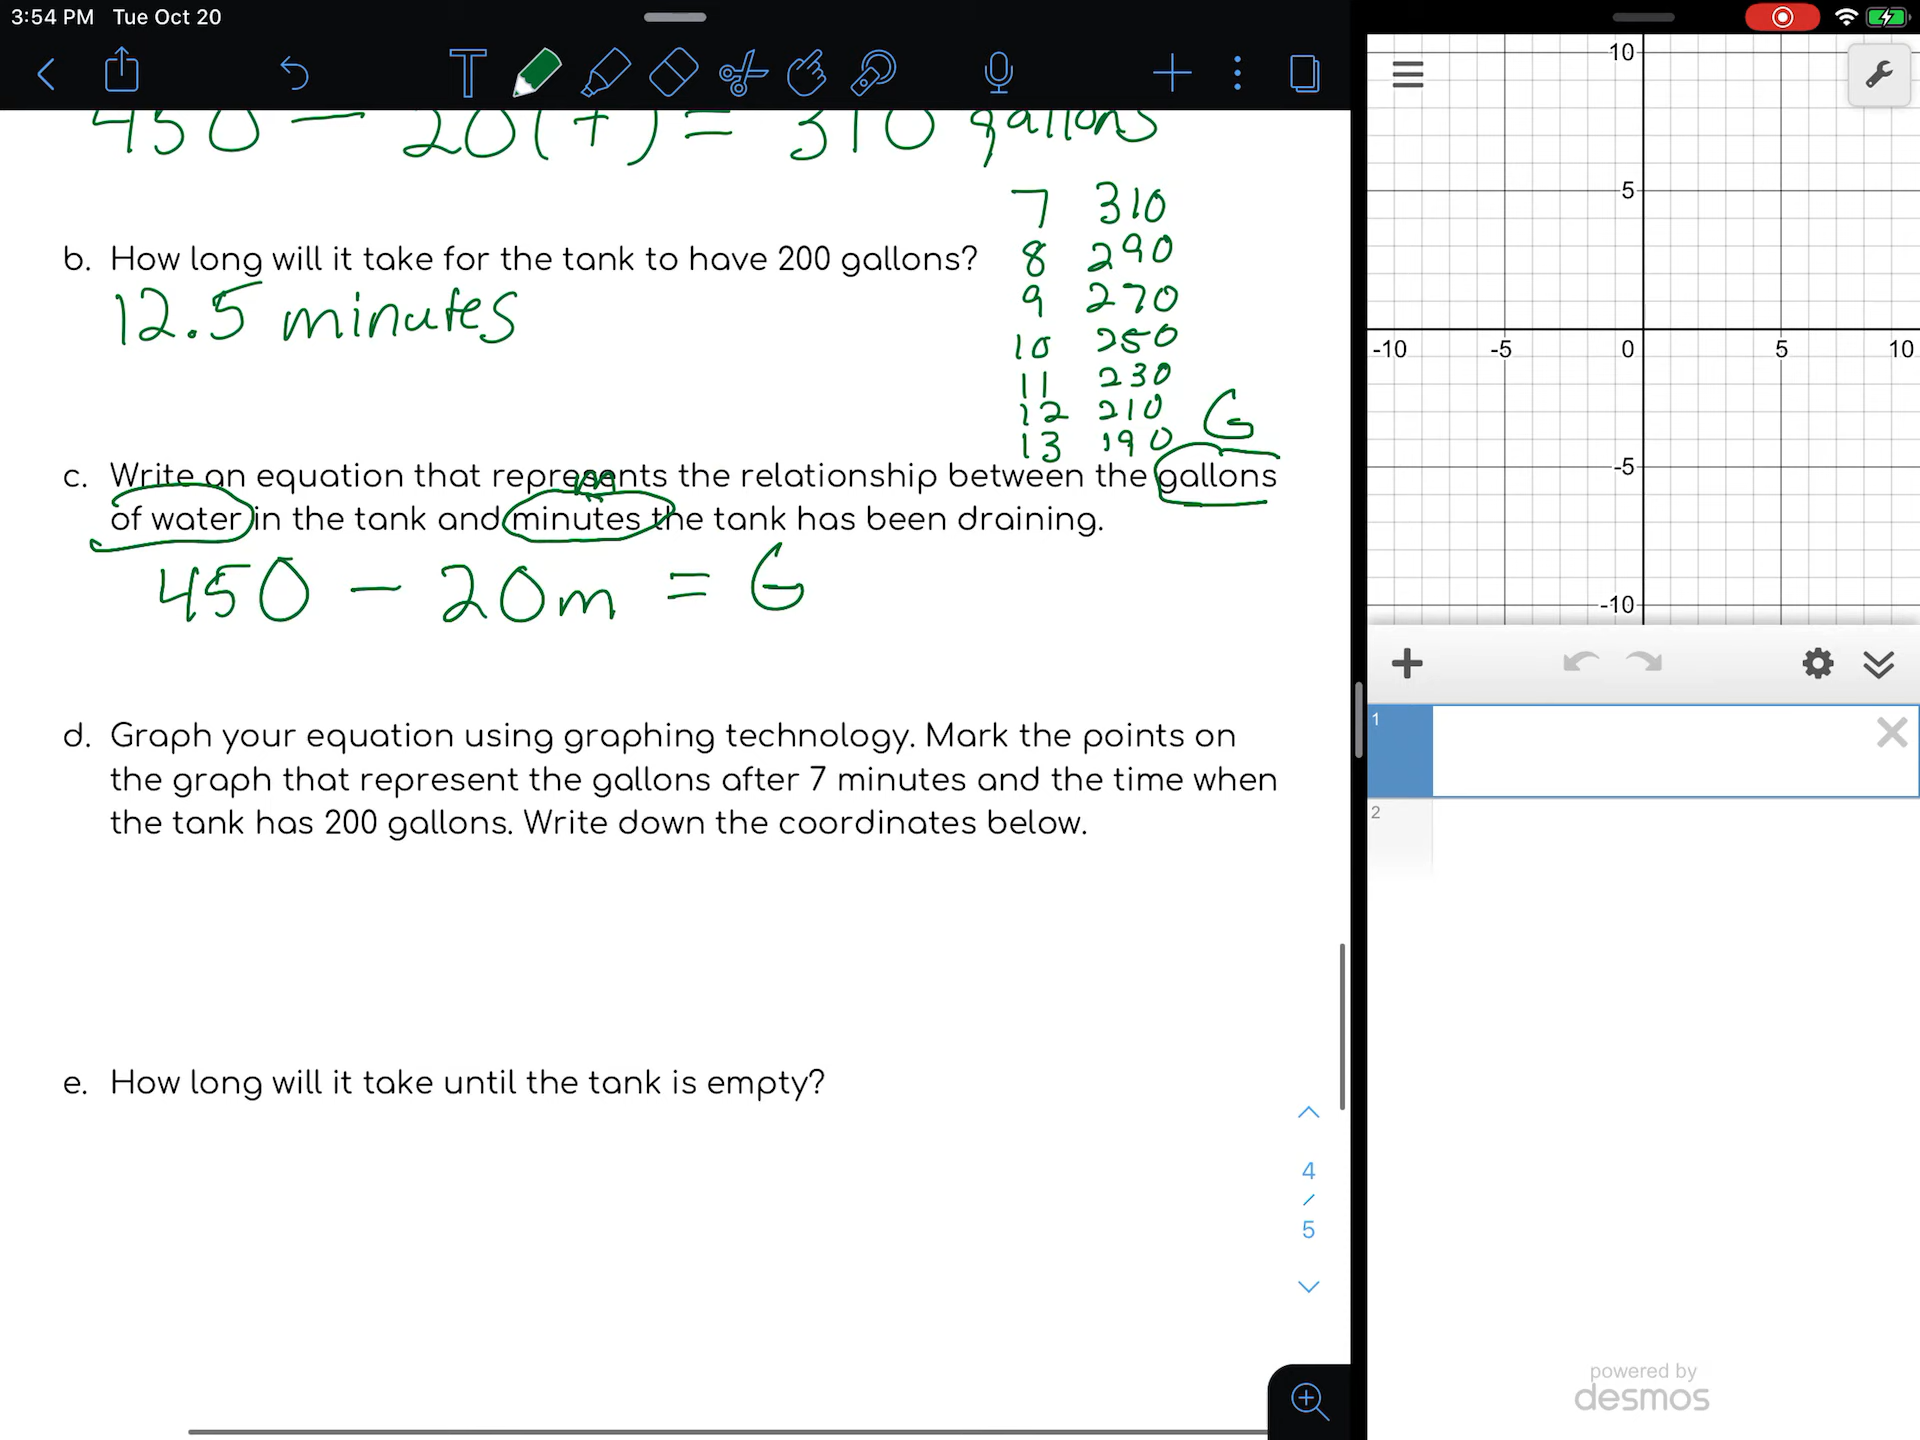 3:54 PM Tue Oct 20
450 - 20(7) = 310 gallons
7 310
b. How long will it take for the tank to have 200 gallons?
8 290
12.5 minutes
9 270
10 250
11 230
12 210
G
13 190
c. Write an equation that represents the relationship between the gallons
m
of water in the tank and minutes the tank has been draining.
450 - 20m = G
d. Graph your equation using graphing technology. Mark the points on
the graph that represent the gallons after 7 minutes and the time when
the tank has 200 gallons. Write down the coordinates below.
e. How long will it take until the tank is empty?
4
/
5
10
5
-10 -5 0 5 10
-5
-10
1
2
powered by
desmos